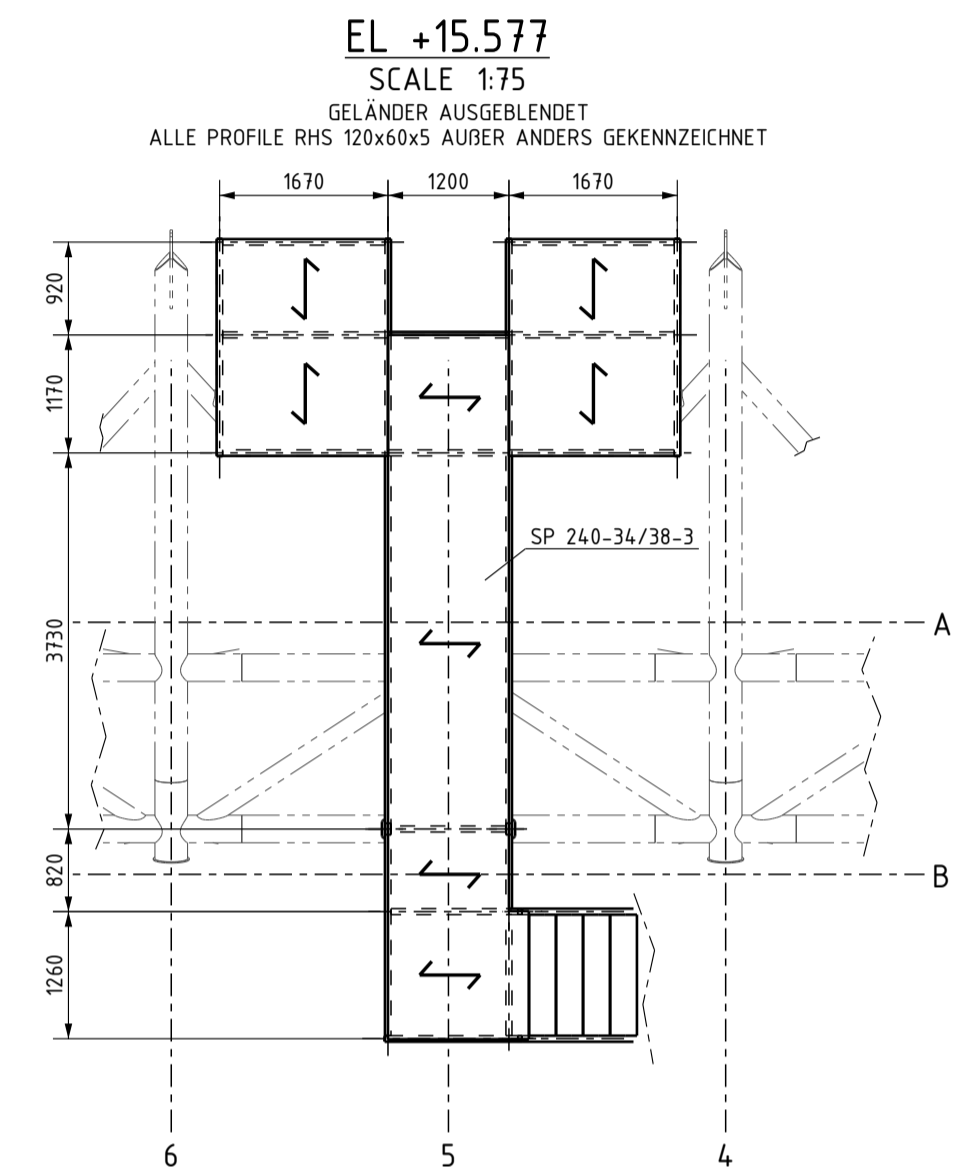 EL +15.577
SCALE 1:75
GELÄNDER AUSGEBLENDET
ALLE PROFILE RHS 120x60x5 AUßER ANDERS GEKENNZEICHNET
1670
1200
1670
920
1170
SP 240-34/38-3
3730
A
820
B
1260
6
5
4